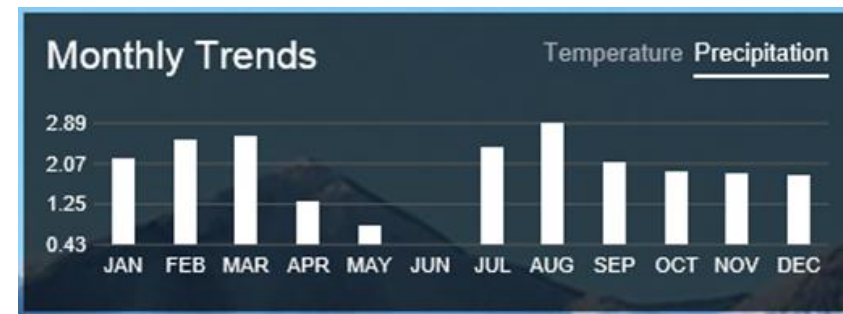 Monthly Trends Temperature Precipitation
2.89
2.07
1.25
0.43
JAN FEB MAR APR MAY JUN JUL AUG SEP OCT NOV DEC